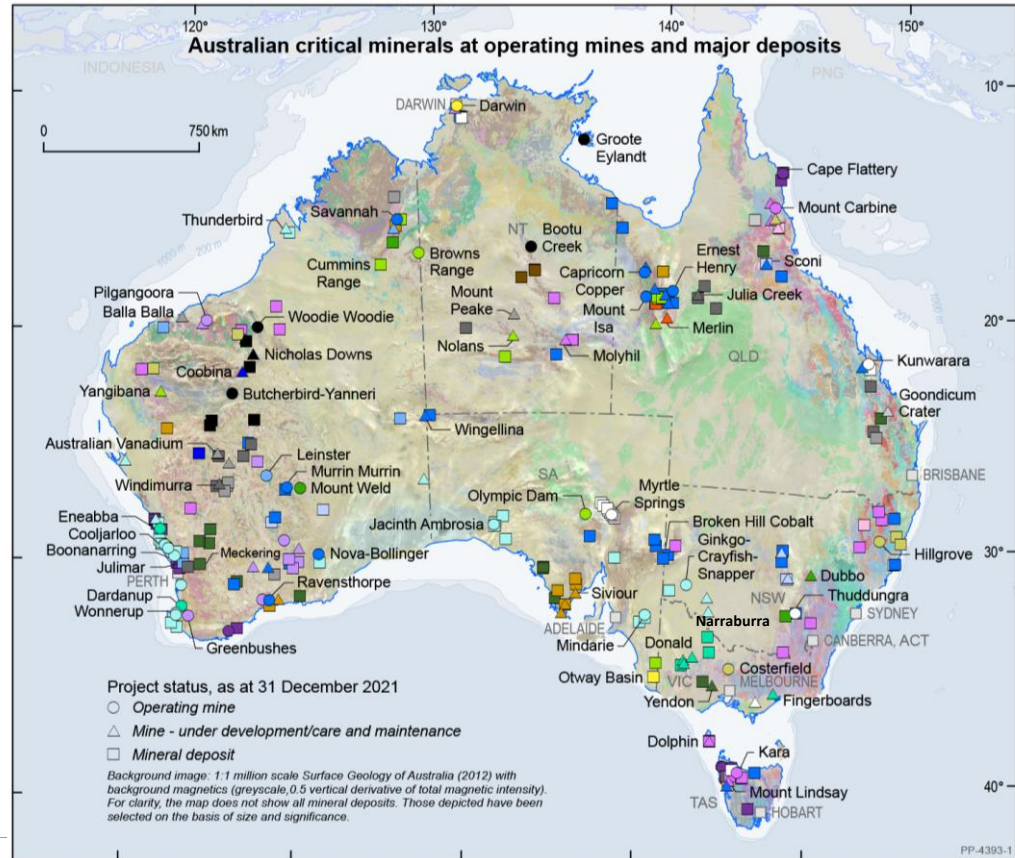 120°
130°
140°
150°
Australian critical minerals at operating mines and major deposits
INDONESIA
PNG
10°
DARWIN
Darwin
0
750 km
Groote
Eylandt
Cape Flattery
Thunderbird
Savannah
NT
Bootu
Creek
Mount Carbine
Cummins
Range
Browns
Range
Capricorn
Copper
Ernest
Henry
Sconi
Pilgangoora
Balla Balla
Woodie Woodie
Mount
Peake
Mount
Isa
Julia Creek
20°
Nicholas Downs
Nolans
Molyhil
Merlin
QLD
Kunwarara
Coobina
Yangibana
Butcherbird-Yanneri
Goondicum
Crater
Wingellina
Australian Vanadium
Leinster
BRISBANE
Windimurra
Murrin Murrin
Mount Weld
SA
Olympic Dam
Myrtle
Springs
Eneabba
Cooljarloo
Boonanarring
Julimar
Jacinth Ambrosia
Broken Hill Cobalt
Ginkgo-
Crayfish-
Snapper
Hillgrove
30°
Meckering
Nova-Bollinger
PERTH
Ravensthorpe
Dardanup
Wonnerup
Siviour
Dubbo
NSW
Thuddungra
SYDNEY
Greenbushes
ADELAIDE
Mindarie
Narraburra
CANBERRA, ACT
Donald
Otway Basin
VIC
Costerfield
MELBOURNE
Yendon
Fingerboards
Project status, as at 31 December 2021
Operating mine
Mine - under development/care and maintenance
Mineral deposit
Background image: 1:1 million scale Surface Geology of Australia (2012) with
background magnetics (greyscale,0.5 vertical derivative of total magnetic intensity).
For clarity, the map does not show all mineral deposits. Those depicted have been
selected on the basis of size and significance.
Dolphin
Kara
Mount Lindsay
TAS
HOBART
40°
PP-4393-1